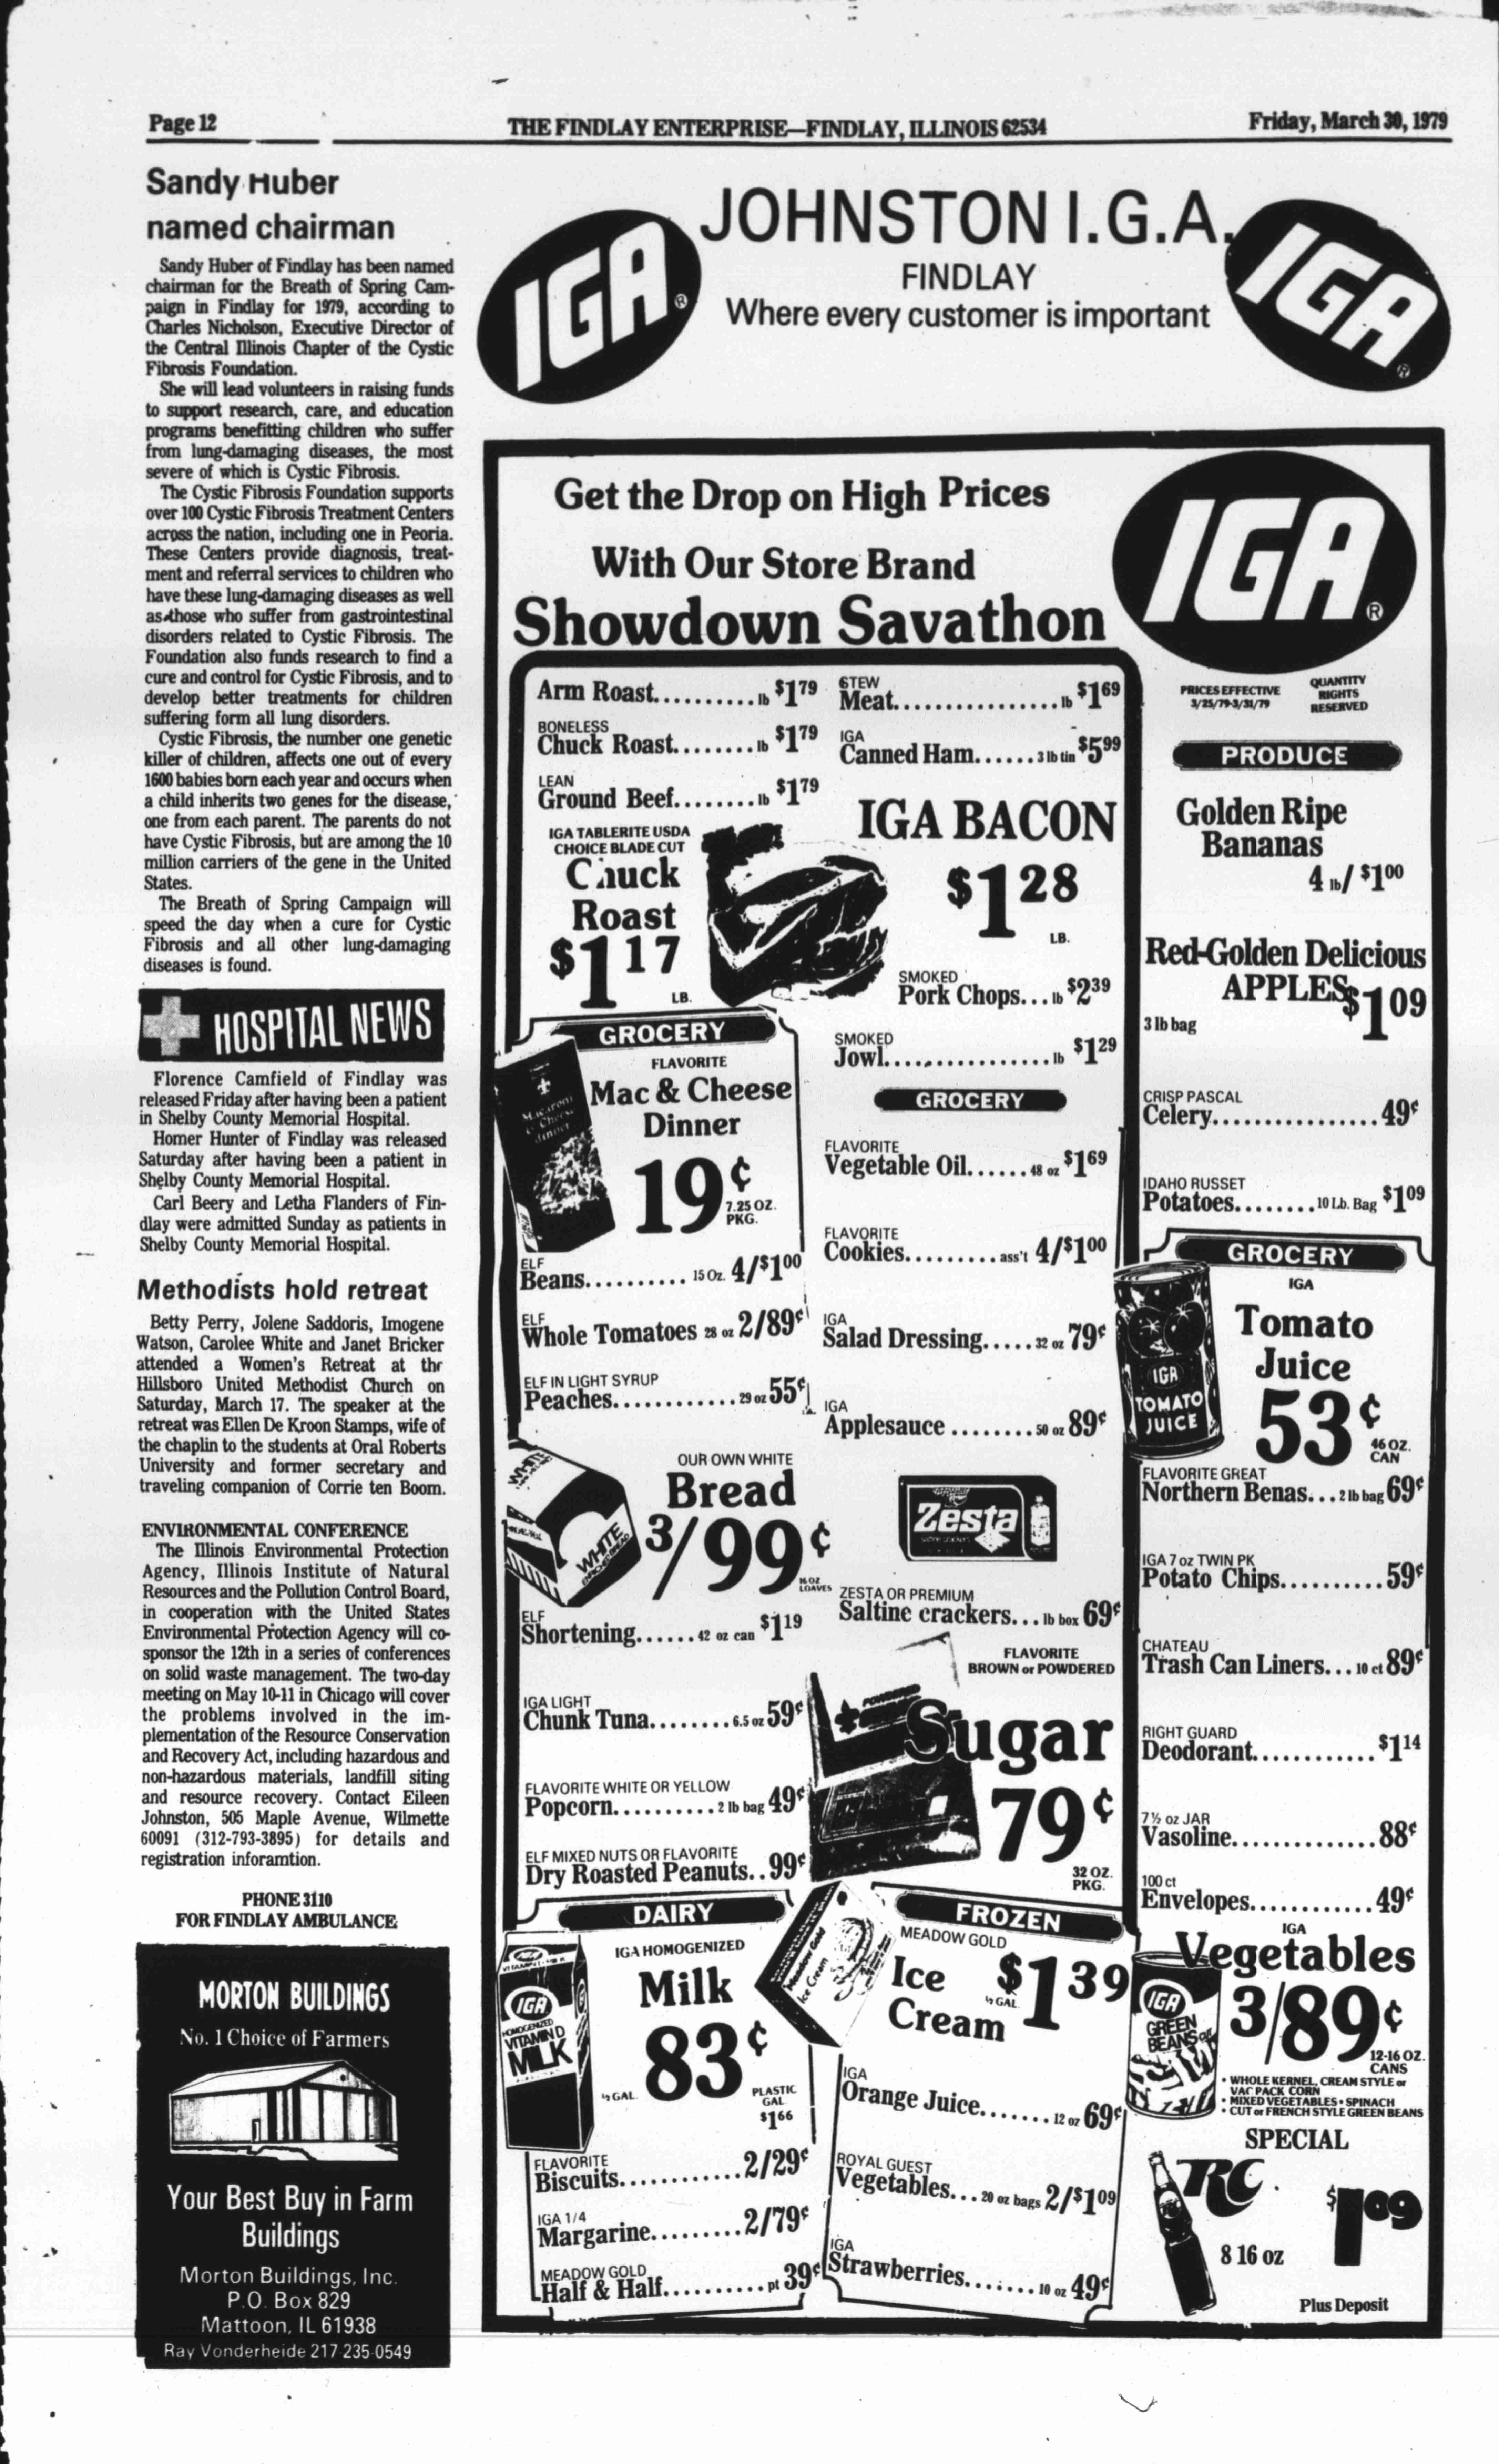 Page 12
THE FINDLAY ENTERPRISE—FINDLAY, ILLINOIS 62534
Friday, March 30, 1979
Sandy Huber
named chairman
Sandy Huber of Findlay has been named
chairman for the Breath of Spring Cam-
paign in Findlay for 1979, according to
Charles Nicholson, Executive Director of
the Central Illinois Chapter of the Cystic
Fibrosis Foundation.
She will lead volunteers in raising funds
to support research, care, and education
programs benefitting children who suffer
from lung-damaging diseases, the most
severe of which is Cystic Fibrosis.
The Cystic Fibrosis Foundation supports
over 100 Cystic Fibrosis Treatment Centers
across the nation, including one in Peoria.
These Centers provide diagnosis, treat-
ment and referral services to children who
have these lung-damaging diseases as well
as those who suffer from gastrointestinal
disorders related to Cystic Fibrosis. The
Foundation also funds research to find a
cure and control for Cystic Fibrosis, and to
develop better treatments for children
suffering form all lung disorders.
Cystic Fibrosis, the number one genetic
killer of children, affects one out of every
1600 babies born each year and occurs when
a child inherits two genes for the disease,
one from each parent. The parents do not
have Cystic Fibrosis, but are among the 10
million carriers of the gene in the United
States.
The Breath of Spring Campaign will
speed the day when a cure for Cystic
Fibrosis and all other lung-damaging
diseases is found.
HOSPITAL NEWS
Florence Camfield of Findlay was
released Friday after having been a patient
in Shelby County Memorial Hospital.
Homer Hunter of Findlay was released
Saturday after having been a patient in
Shelby County Memorial Hospital.
Carl Beery and Letha Flanders of Fin-
dlay were admitted Sunday as patients in
Shelby County Memorial Hospital.
Methodists hold retreat
Betty Perry, Jolene Saddoris, Imogene
Watson, Carolee White and Janet Bricker
attended a Women's Retreat at the
Hillsboro United Methodist Church on
Saturday, March 17. The speaker at the
retreat was Ellen De Kroon Stamps, wife of
the chaplin to the students at Oral Roberts
University and former secretary and
traveling companion of Corrie ten Boom.
ENVIRONMENTAL CONFERENCE
The Illinois Environmental Protection
Agency, Illinois Institute of Natural
Resources and the Pollution Control Board,
in cooperation with the United States
Environmental Protection Agency will co-
sponsor the 12th in a series of conferences
on solid waste management. The two-day
meeting on May 10-11 in Chicago will cover
the problems involved in the im-
plementation of the Resource Conservation
and Recovery Act, including hazardous and
non-hazardous materials, landfill siting
and resource recovery. Contact Eileen
Johnston, 505 Maple Avenue, Wilmette
60091 (312-793-3895) for details and
registration inforamtion.
PHONE 3110
FOR FINDLAY AMBULANCE
MORTON BUILDINGS
No. 1 Choice of Farmers
Your Best Buy in Farm
Buildings
Morton Buildings, Inc.
P.O. Box 829
Mattoon, IL 61938
Ray Vonderheide 217-235-0549
IGA®
JOHNSTON I.G.A.
FINDLAY
Where every customer is important
IGA®
Get the Drop on High Prices
With Our Store Brand
Showdown Savathon
IGA®
PRICES EFFECTIVE
3/25/79-3/31/79
QUANTITY
RIGHTS
RESERVED
Arm Roast..........lb $1 79
BONELESS
Chuck Roast........lb $1 79
LEAN
Ground Beef........lb $1 79
IGA TABLERITE USDA
CHOICE BLADE CUT
Chuck
Roast
$1 17
LB.
STEW
Meat................lb $1 69
IGA
Canned Ham......3 lb tin $5 99
IGA BACON
$1 28
LB.
SMOKED
Pork Chops...lb $2 39
SMOKED
Jowl................lb $1 29
GROCERY
FLAVORITE
Mac & Cheese
Dinner
19¢
7.25 OZ.
PKG.
Macaroni
& Cheese
dinner
ELF
Beans.......... 15 Oz. 4/$1 00
ELF
Whole Tomatoes 28 oz 2/89¢
ELF IN LIGHT SYRUP
Peaches............29 oz 55¢
OUR OWN WHITE
Bread
3/99¢
16 OZ
LOAVES
WHITE
WHITE
ENRICHED BREAD
ELF
Shortening......42 oz can $1 19
IGA LIGHT
Chunk Tuna........6.5 oz 59¢
FLAVORITE WHITE OR YELLOW
Popcorn..........2 lb bag 49¢
ELF MIXED NUTS OR FLAVORITE
Dry Roasted Peanuts..99¢
GROCERY
FLAVORITE
Vegetable Oil......48 oz $1 69
FLAVORITE
Cookies.........ass't 4/$1 00
IGA
Salad Dressing.....32 oz 79¢
IGA
Applesauce ........50 oz 89¢
Zesta
ZESTA OR PREMIUM
Saltine crackers...lb box 69¢
FLAVORITE
BROWN or POWDERED
Sugar
79¢
32 OZ.
PKG.
DAIRY
IGA HOMOGENIZED
Milk
83¢
½ GAL.
PLASTIC
GAL
$1 66
IGA
HOMOGENIZED
VITAMIN D
MILK
FLAVORITE
Biscuits............2/29¢
IGA 1/4
Margarine.........2/79¢
MEADOW GOLD
Half & Half..........pt 39¢
FROZEN
MEADOW GOLD
Ice
Cream
½ GAL.
$1 39
Meadow Gold
Ice Cream
IGA
Orange Juice.......12 oz 69¢
ROYAL GUEST
Vegetables...20 oz bags 2/$1 09
IGA
Strawberries.......10 oz 49¢
PRODUCE
Golden Ripe
Bananas
4 lb/ $1 00
Red-Golden Delicious
APPLES
3 lb bag
$1 09
CRISP PASCAL
Celery................49¢
IDAHO RUSSET
Potatoes........10 Lb. Bag $1 09
GROCERY
IGA
Tomato
Juice
53¢
46 OZ.
CAN
IGA
TOMATO
JUICE
FLAVORITE GREAT
Northern Benas...2 lb bag 69¢
IGA 7 oz TWIN PK
Potato Chips..........59¢
CHATEAU
Trash Can Liners...10 ct 89¢
RIGHT GUARD
Deodorant............$1 14
7½ oz JAR
Vasoline.............88¢
100 ct
Envelopes............49¢
IGA
Vegetables
3/89¢
12-16 OZ.
CANS
IGA
GREEN
BEANS
• WHOLE KERNEL, CREAM STYLE or
VAC PACK CORN
• MIXED VEGETABLES • SPINACH
• CUT or FRENCH STYLE GREEN BEANS
SPECIAL
RC
8 16 oz
$1 09
Plus Deposit